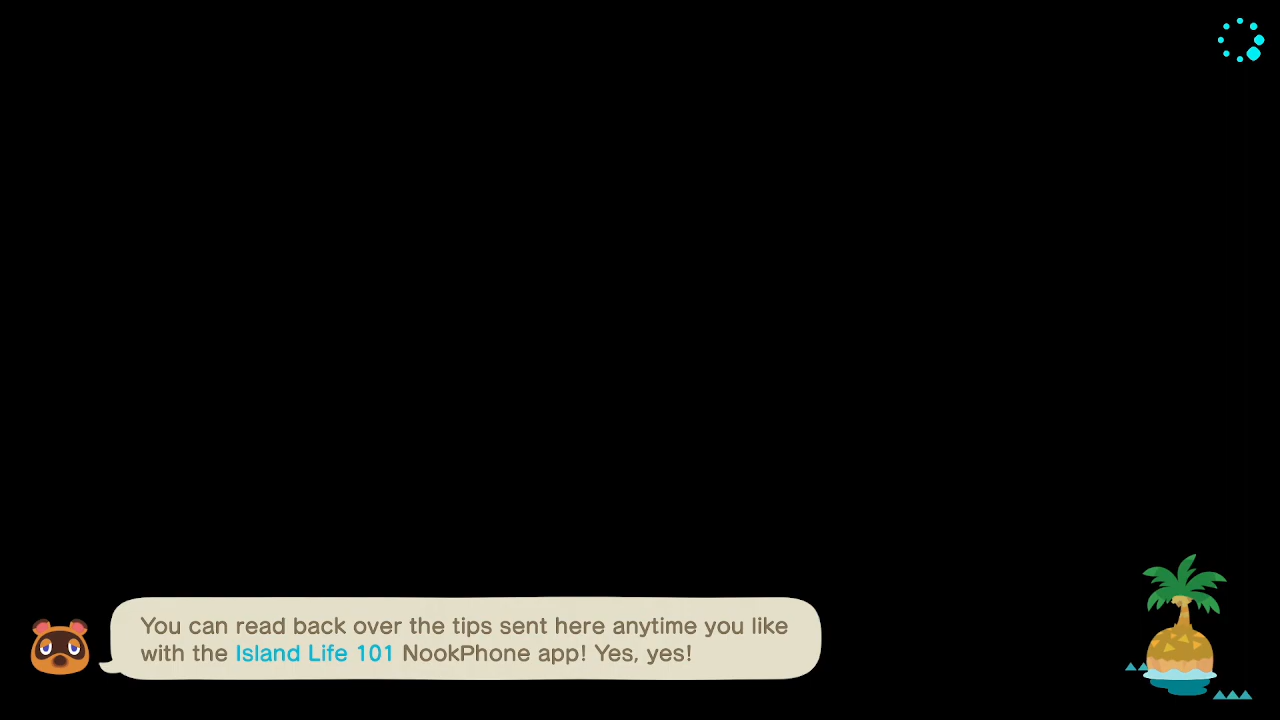 You can read back over the tips sent here anytime you like
with the Island Life 101 NookPhone app! Yes, yes!